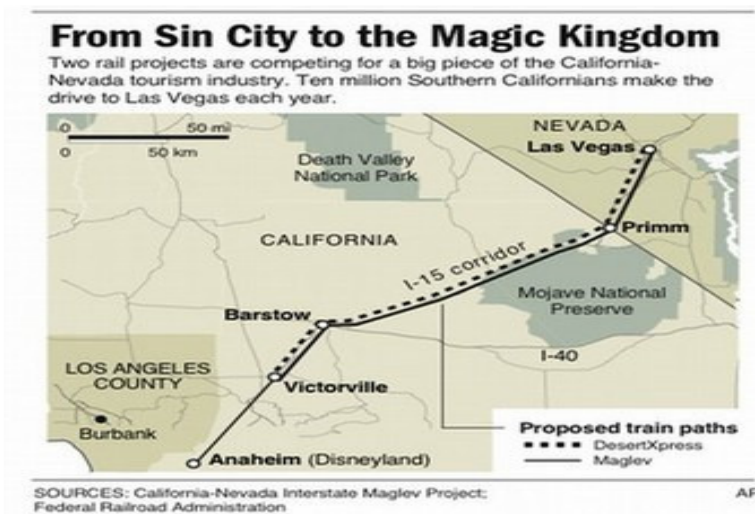 From Sin City to the Magic Kingdom
Two rail projects are competing for a big piece of the California-
Nevada tourism industry. Ten million Southern Californians make the
drive to Las Vegas each year.
0 50 mi
0 50 km
NEVADA
Las Vegas
Death Valley
National Park
Primm
CALIFORNIA
I-15 corridor
Mojave National
Preserve
Barstow
I-40
LOS ANGELES
COUNTY
Victorville
Burbank
Proposed train paths
DesertXpress
Maglev
Anaheim (Disneyland)
SOURCES: California-Nevada Interstate Maglev Project;
Federal Railroad Administration
AP